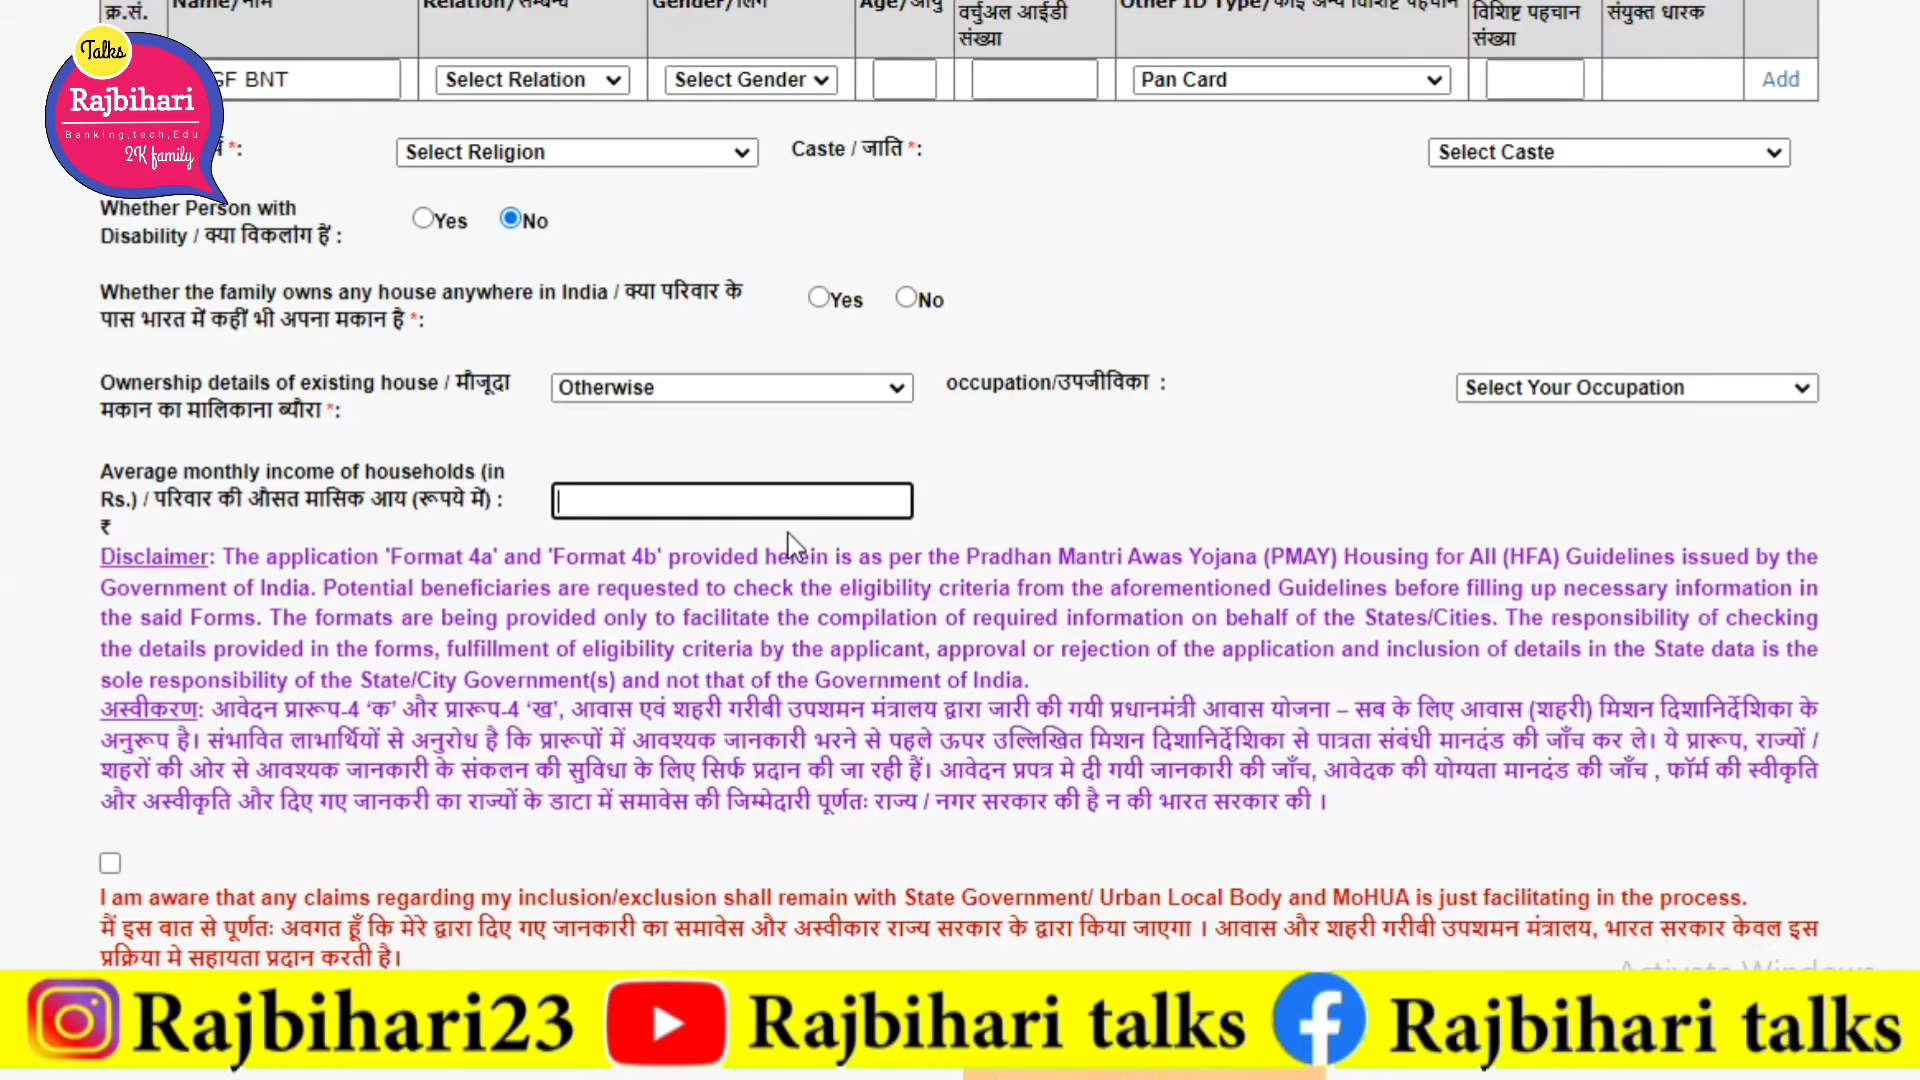 क्र.सं. Name/नाम Relation/सम्बन्ध Gender/लिंग Age/आयु वर्चुअल आईडी Other ID Type/कोई अन्य विशिष्ट पहचान विशिष्ट पहचान संयुक्त धारक
संख्या संख्या
Talks
GF BNT Select Relation Select Gender Pan Card Add
Rajbihari
Banking,tech,Edu
2K family
*: Select Religion Caste / जाति *: Select Caste
Whether Person with
Disability / क्या विकलांग हैं : Yes No
Whether the family owns any house anywhere in India / क्या परिवार के
पास भारत में कहीं भी अपना मकान है *: Yes No
Ownership details of existing house / मौजूदा
मकान का मालिकाना ब्यौरा *: Otherwise occupation/उपजीविका : Select Your Occupation
Average monthly income of households (in
Rs.) / परिवार की औसत मासिक आय (रूपये में) :
₹
Disclaimer: The application 'Format 4a' and 'Format 4b' provided herein is as per the Pradhan Mantri Awas Yojana (PMAY) Housing for All (HFA) Guidelines issued by the
Government of India. Potential beneficiaries are requested to check the eligibility criteria from the aforementioned Guidelines before filling up necessary information in
the said Forms. The formats are being provided only to facilitate the compilation of required information on behalf of the States/Cities. The responsibility of checking
the details provided in the forms, fulfillment of eligibility criteria by the applicant, approval or rejection of the application and inclusion of details in the State data is the
sole responsibility of the State/City Government(s) and not that of the Government of India.
अस्वीकरण: आवेदन प्रारूप-4 ‘क’ और प्रारूप-4 ‘ख’, आवास एवं शहरी गरीबी उपशमन मंत्रालय द्वारा जारी की गयी प्रधानमंत्री आवास योजना – सब के लिए आवास (शहरी) मिशन दिशानिर्देशिका के
अनुरूप है। संभावित लाभार्थियों से अनुरोध है कि प्रारूपों में आवश्यक जानकारी भरने से पहले ऊपर उल्लिखित मिशन दिशानिर्देशिका से पात्रता संबंधी मानदंड की जाँच कर ले। ये प्रारूप, राज्यों /
शहरों की ओर से आवश्यक जानकारी के संकलन की सुविधा के लिए सिर्फ प्रदान की जा रही हैं। आवेदन प्रपत्र मे दी गयी जानकारी की जाँच, आवेदक की योग्यता मानदंड की जाँच , फॉर्म की स्वीकृति
और अस्वीकृति और दिए गए जानकरी का राज्यों के डाटा में समावेस की जिम्मेदारी पूर्णतः राज्य / नगर सरकार की है न की भारत सरकार की ।
I am aware that any claims regarding my inclusion/exclusion shall remain with State Government/ Urban Local Body and MoHUA is just facilitating in the process.
मैं इस बात से पूर्णतः अवगत हूँ कि मेरे द्वारा दिए गए जानकारी का समावेस और अस्वीकार राज्य सरकार के द्वारा किया जाएगा । आवास और शहरी गरीबी उपशमन मंत्रालय, भारत सरकार केवल इस
प्रक्रिया मे सहायता प्रदान करती है।
Activate Windows
Rajbihari23 Rajbihari talks Rajbihari talks